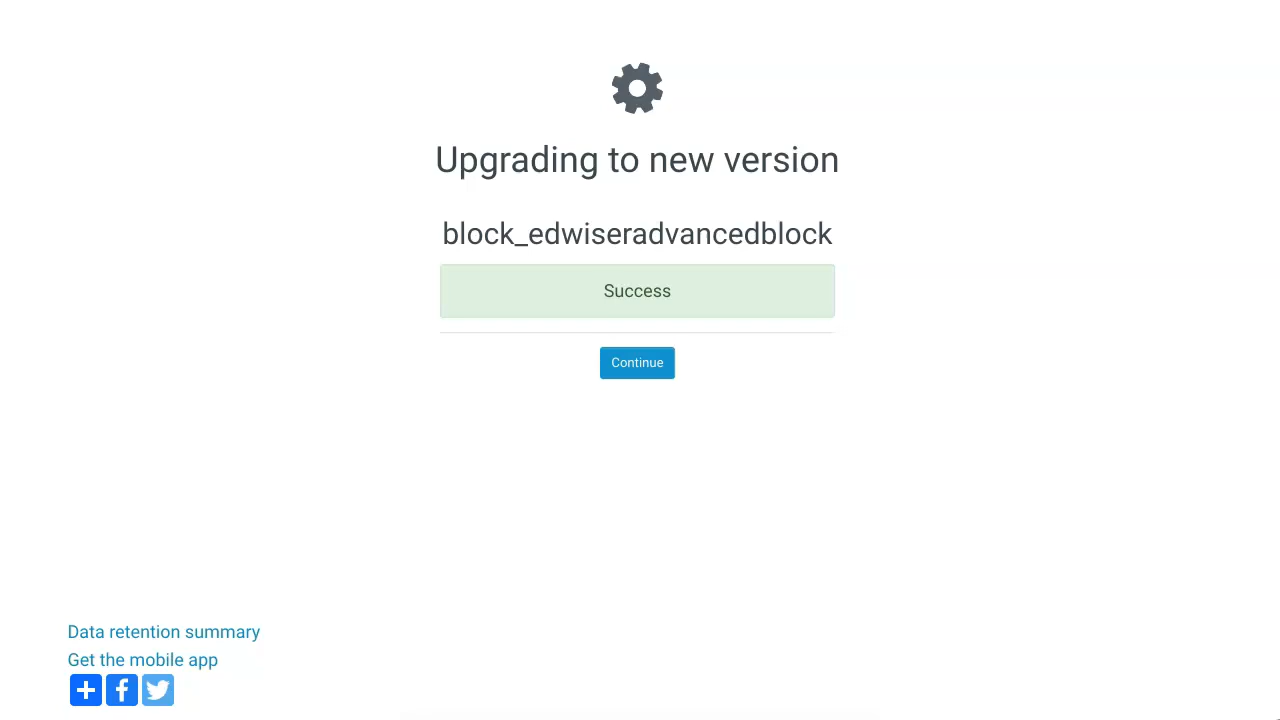 Upgrading to new version
block_edwiseradvancedblock
Success
Continue
Data retention summary
Get the mobile app